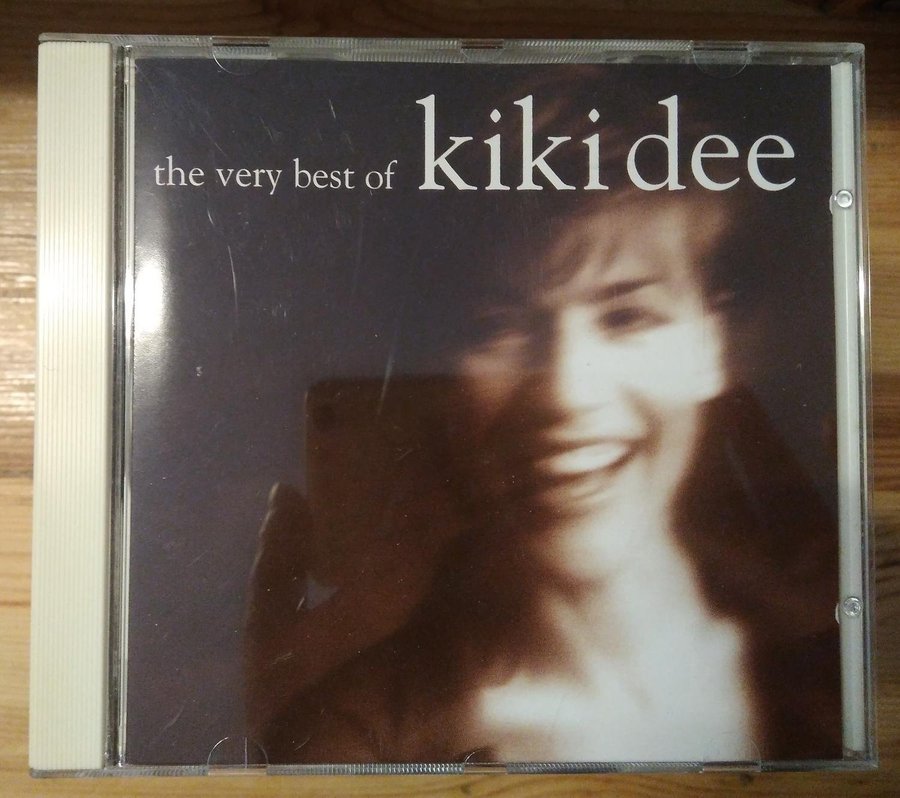 the very best of kiki dee